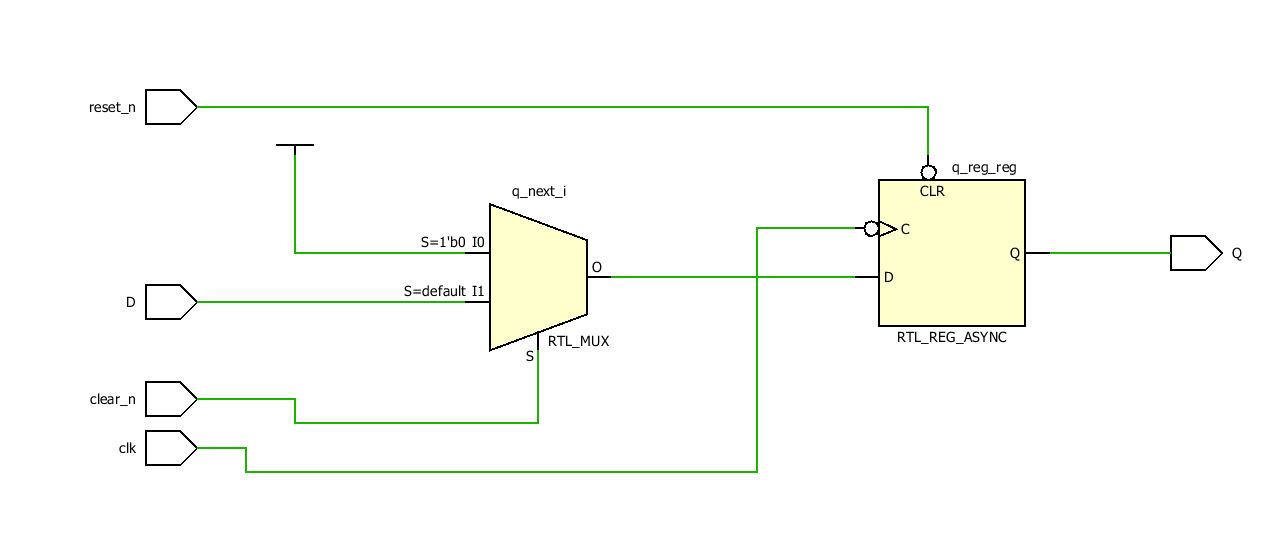 reset_n
q_reg_reg
CLR
q_next_i
C
S=1'b0 I0
Q
Q
O
D
S=default I1
D
RTL_MUX
RTL_REG_ASYNC
S
clear_n
clk